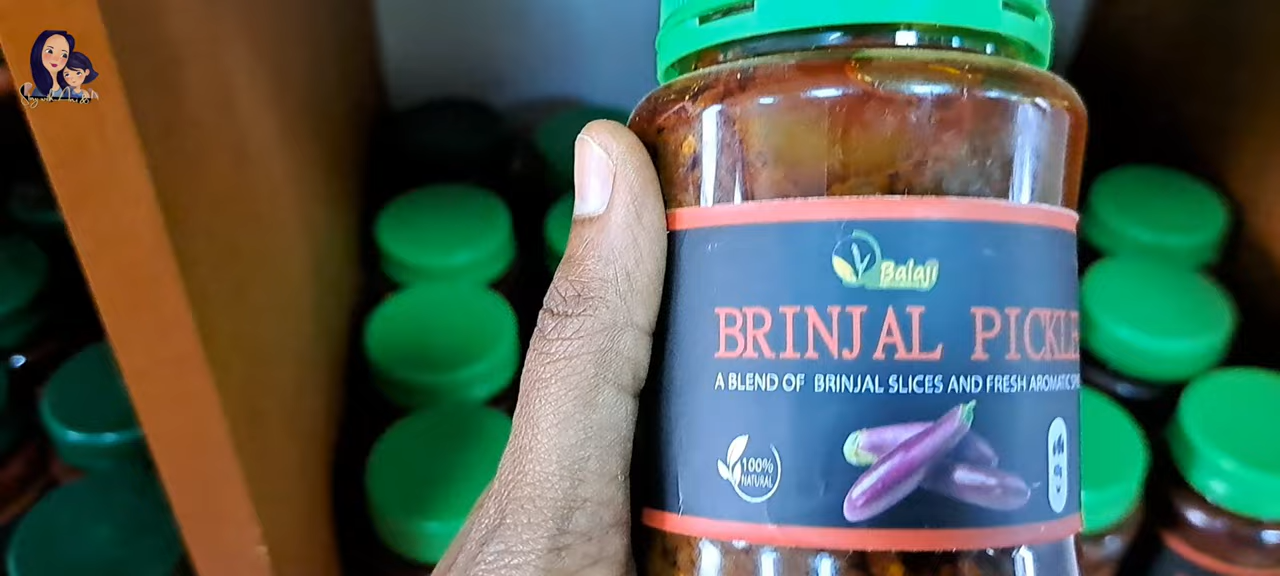 Balaji
BRINJAL PICKLE
A BLEND OF BRINJAL SLICES AND FRESH AROMATIC
100%
NATURAL